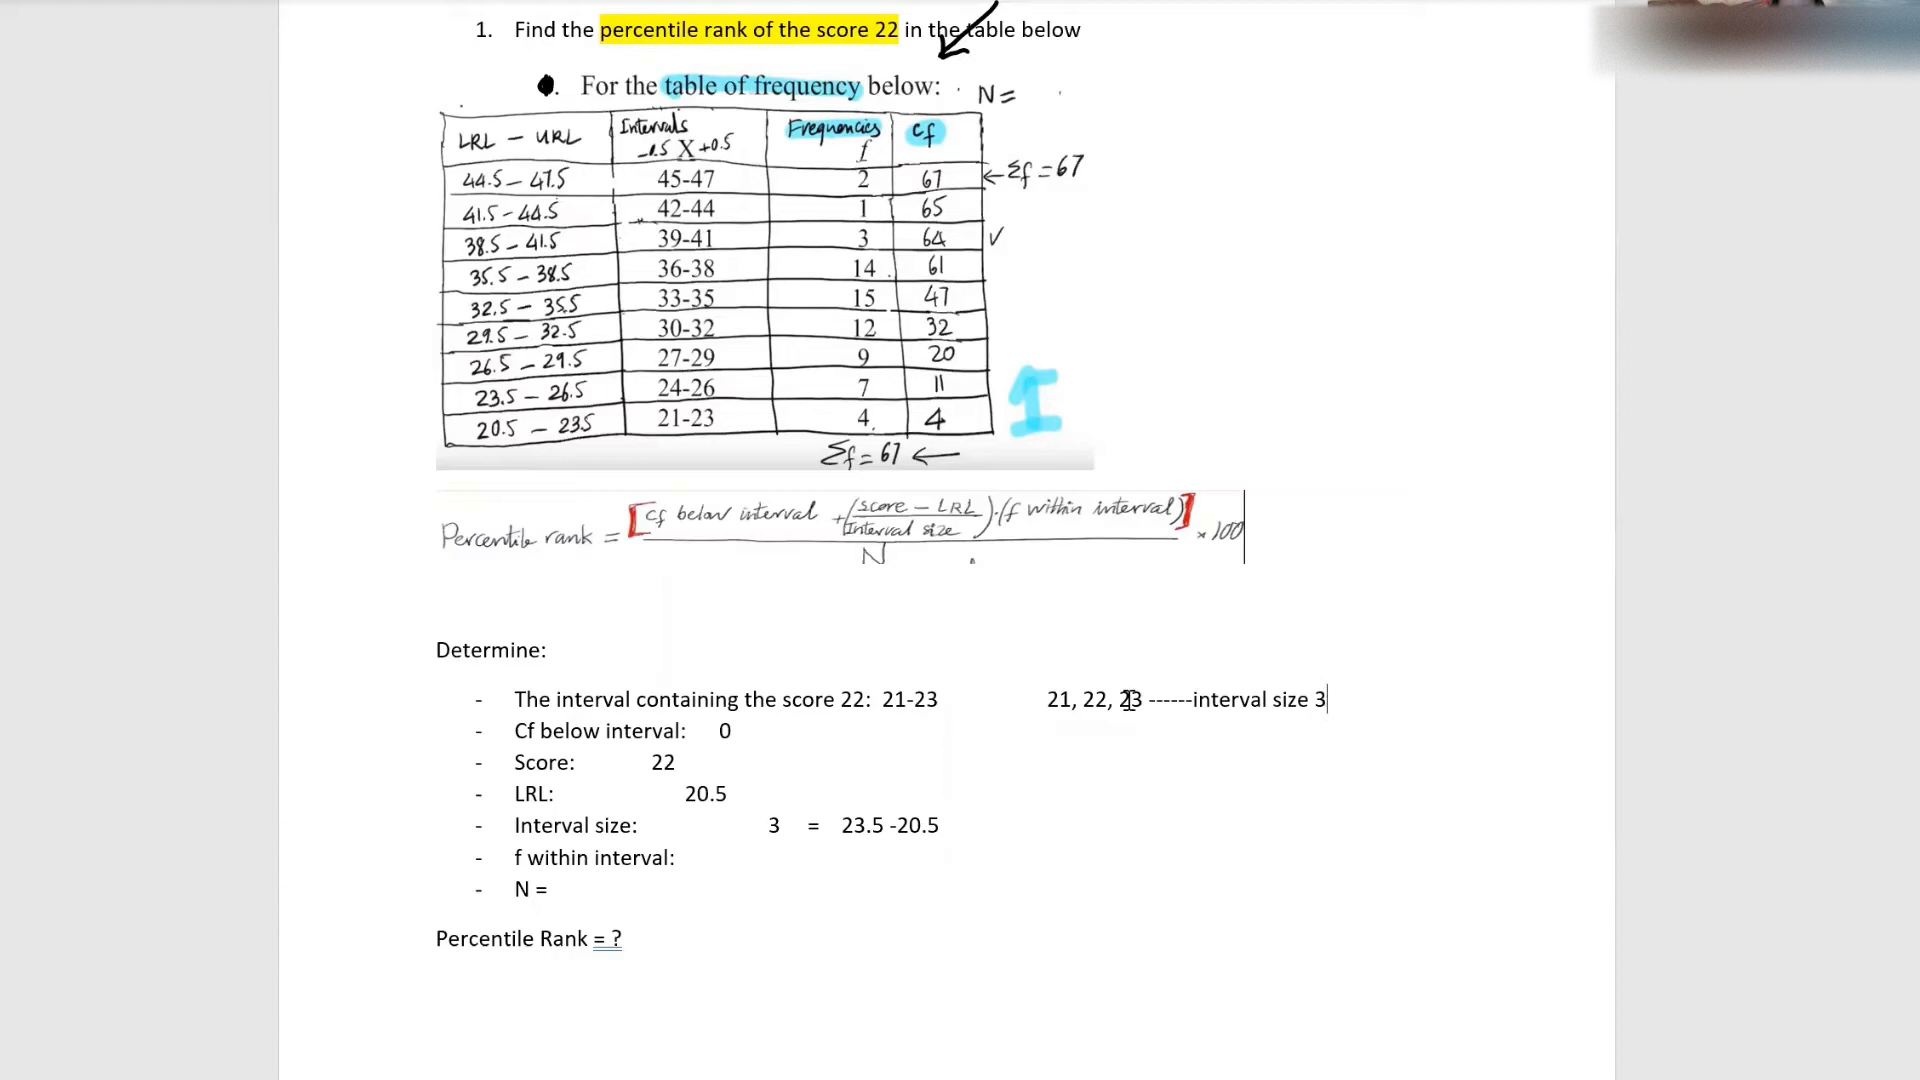 1. Find the percentile rank of the score 22 in the table below
For the table of frequency below: N =
LRL - URL Intervals Frequencies cf
-0.5 X +0.5 f
44.5 - 47.5 45-47 2 67 ← Σf = 67
41.5 - 44.5 42-44 1 65
38.5 - 41.5 39-41 3 64 ✓
35.5 - 38.5 36-38 14 61
32.5 - 35.5 33-35 15 47
29.5 - 32.5 30-32 12 32
26.5 - 29.5 27-29 9 20
23.5 - 26.5 24-26 7 11
20.5 - 23.5 21-23 4 4
Σf = 67 ←
Percentile rank = [cf below interval + (score - LRL / Interval size) · (f within interval)] / N × 100
Determine:
- The interval containing the score 22: 21-23 21, 22, 23 ------interval size 3
- Cf below interval: 0
- Score: 22
- LRL: 20.5
- Interval size: 3 = 23.5 -20.5
- f within interval:
- N =
Percentile Rank = ?